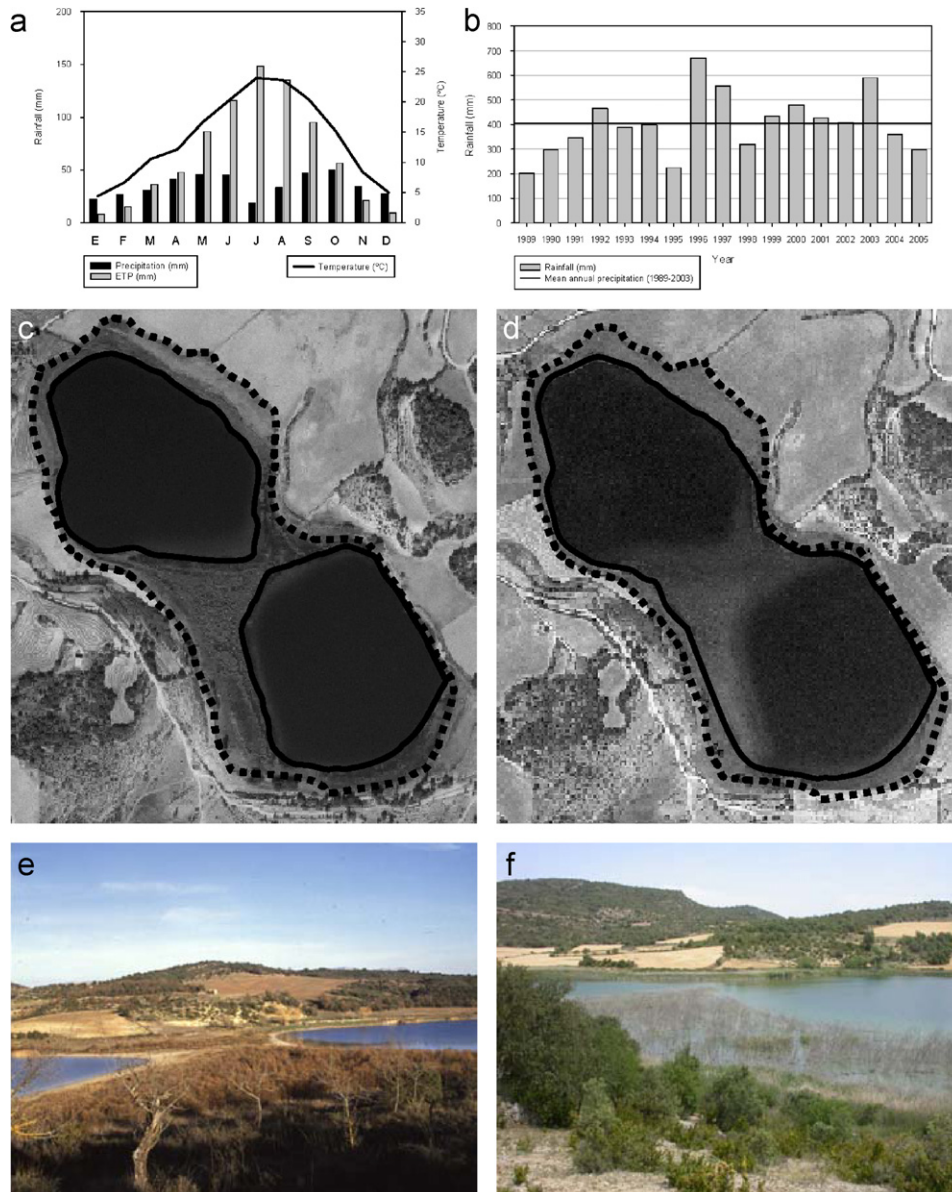 a
200
150
100
50
0
Rainfall (mm)
35
30
25
20
15
10
5
0
Temperature (ºC)
E F M A M J J A S O N D
Precipitation (mm)
ETP (mm)
Temperature (ºC)
b
800
700
600
500
400
300
200
100
0
Rainfall (mm)
1989 1990 1991 1992 1993 1994 1995 1996 1997 1998 1999 2000 2001 2002 2003 2004 2005
Year
Rainfall (mm)
Mean annual precipitation (1989-2003)
c
d
e
f